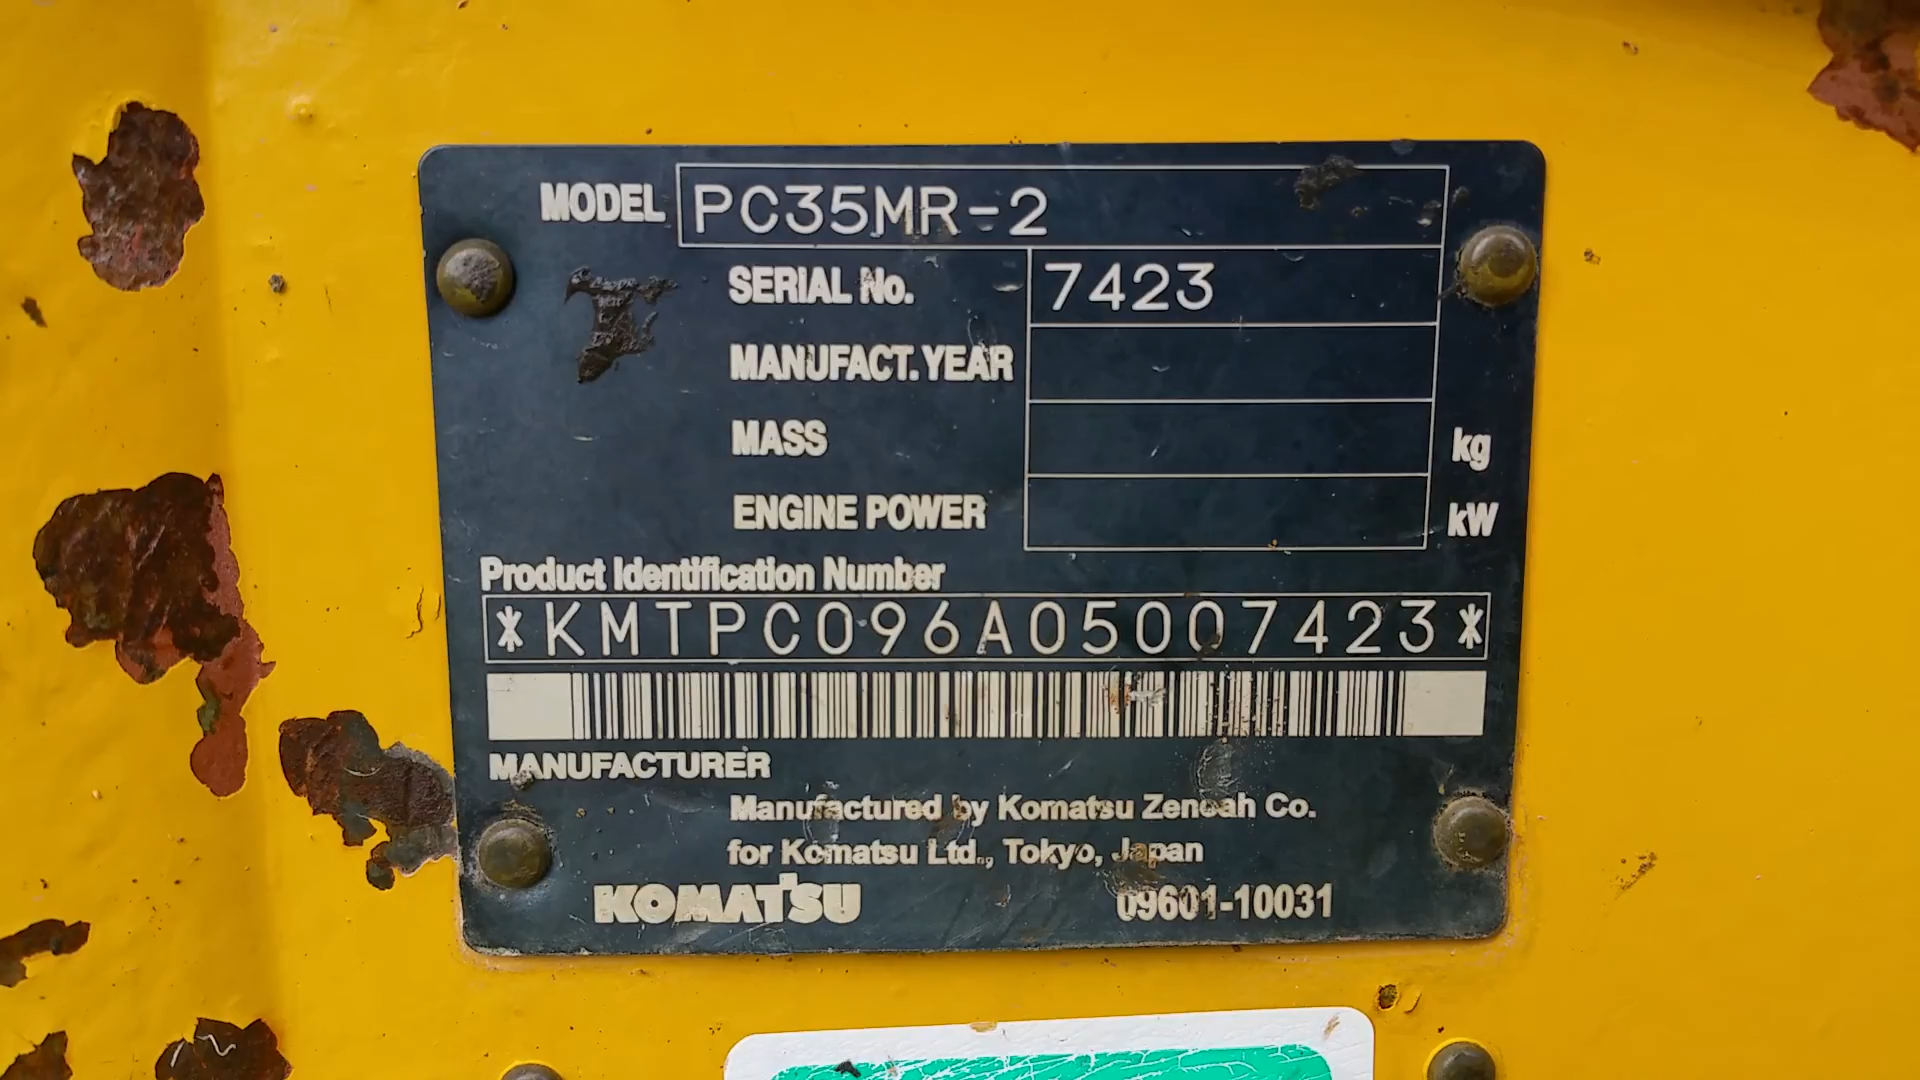 MODEL PC35MR-2
SERIAL No. 7423
MANUFACT. YEAR
MASS kg
ENGINE POWER kW
Product Identification Number
*KMTPC096A05007423*
MANUFACTURER
Manufactured by Komatsu Zenoah Co.
for Komatsu Ltd., Tokyo, Japan
KOMATSU 09601-10031